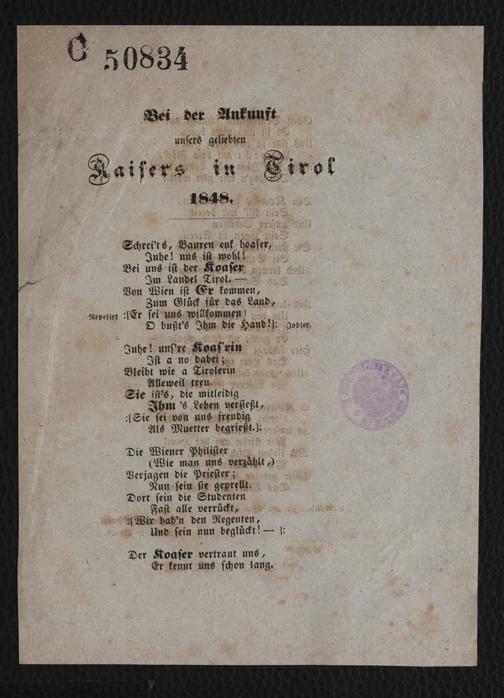 C 50834
Bei der Ankunft
unsers geliebten
Kaisers in Tirol
1848.
Schrei'ts, Bauren enk hoaser,
Juhe! uns ist wohl!
Bei uns ist der Koaser
Im Landel Tirol. —
Von Wien ist Er kommen,
Zum Glück für das Land,
Repetirt :|Er sei uns willkommen!
O bußt's Ihm die Hand!|: Jodler.
Juhe! uns're Koas'rin
Ist a no dabei;
Bleibt wie a Tirolerin
Alleweil treu.
Sie ist's, die mitleidig
Ihm 's Leben versießt,
:|Sie sei von uns freudig
Als Muetter begrießt.|:
Die Wiener Philister
(Wie man uns verzählt,)
Verjagen die Priester;
Nun sein sie geprellt.
Dort sein die Studenten
Fast alle verrückt,
:|Wir hab'n den Regenten,
Und sein nun beglückt! — |:
Der Koaser vertraut uns,
Er kennt uns schon lang.